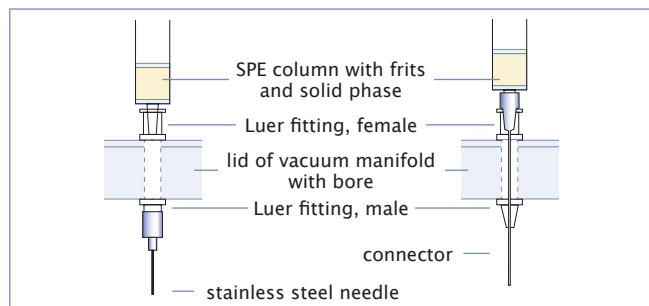 SPE column with frits
and solid phase
Luer fitting, female
lid of vacuum manifold
with bore
Luer fitting, male
connector
stainless steel needle